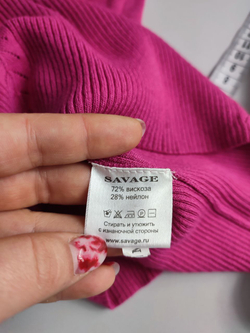 SAVAGE
72% вискоза
28% нейлон
Стирать и утюжить
с изнаночной стороны
www.savage.ru